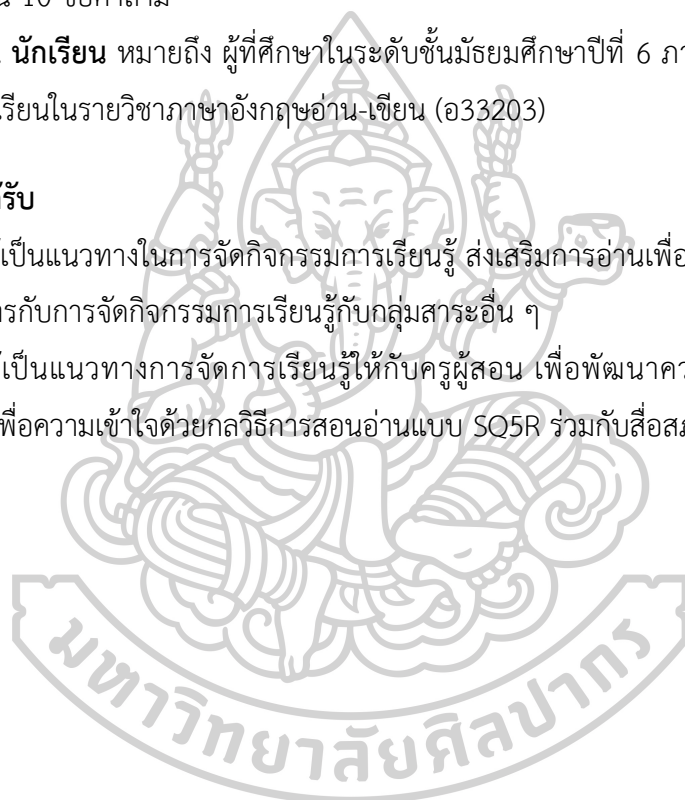 10 ข้อคำถาม
นักเรียน หมายถึง ผู้ที่ศึกษาในระดับชั้นมัธยมศึกษาปีที่ 6
เรียนในรายวิชาภาษาอังกฤษอ่าน-เขียน (อ33203)
รับ
เป็นแนวทางในการจัดกิจกรรมการเรียนรู้ ส่งเสริมการอ่านเพื่อ
กับการจัดกิจกรรมการเรียนรู้กับกลุ่มสาระอื่น ๆ
เป็นแนวทางการจัดการเรียนรู้ให้กับครูผู้สอน เพื่อพัฒนา
เพื่อความเข้าใจด้วยกลวิธีการสอนอ่านแบบ SQ5R ร่วมกับ
มหาวิทยาลัยศิลปากร